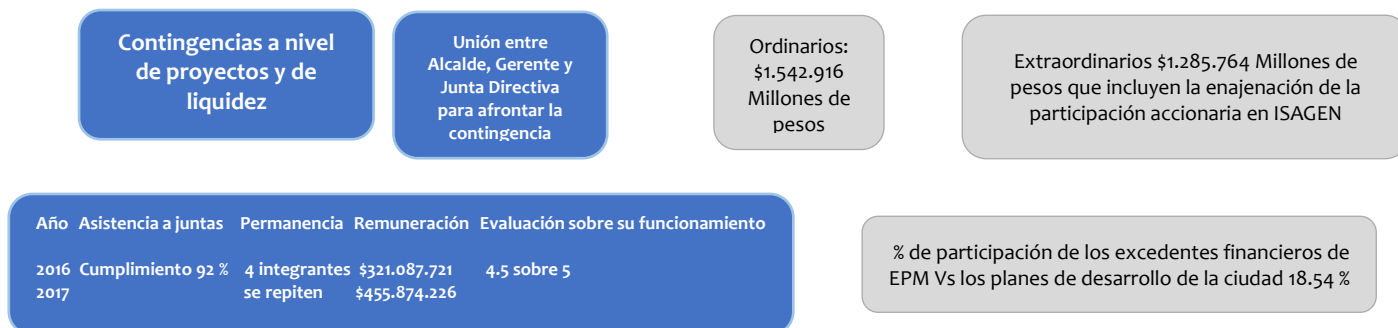 Contingencias a nivel
de proyectos y de
liquidez
Unión entre
Alcalde, Gerente y
Junta Directiva
para afrontar la
contingencia
Ordinarios:
$1.542.916
Millones de
pesos
Extraordinarios $1.285.764 Millones de
pesos que incluyen la enajenación de la
participación accionaria en ISAGEN
Año Asistencia a juntas Permanencia Remuneración Evaluación sobre su funcionamiento
2016 Cumplimiento 92 % 4 integrantes $321.087.721 4.5 sobre 5
2017 se repiten $455.874.226
% de participación de los excedentes financieros de
EPM Vs los planes de desarrollo de la ciudad 18.54 %